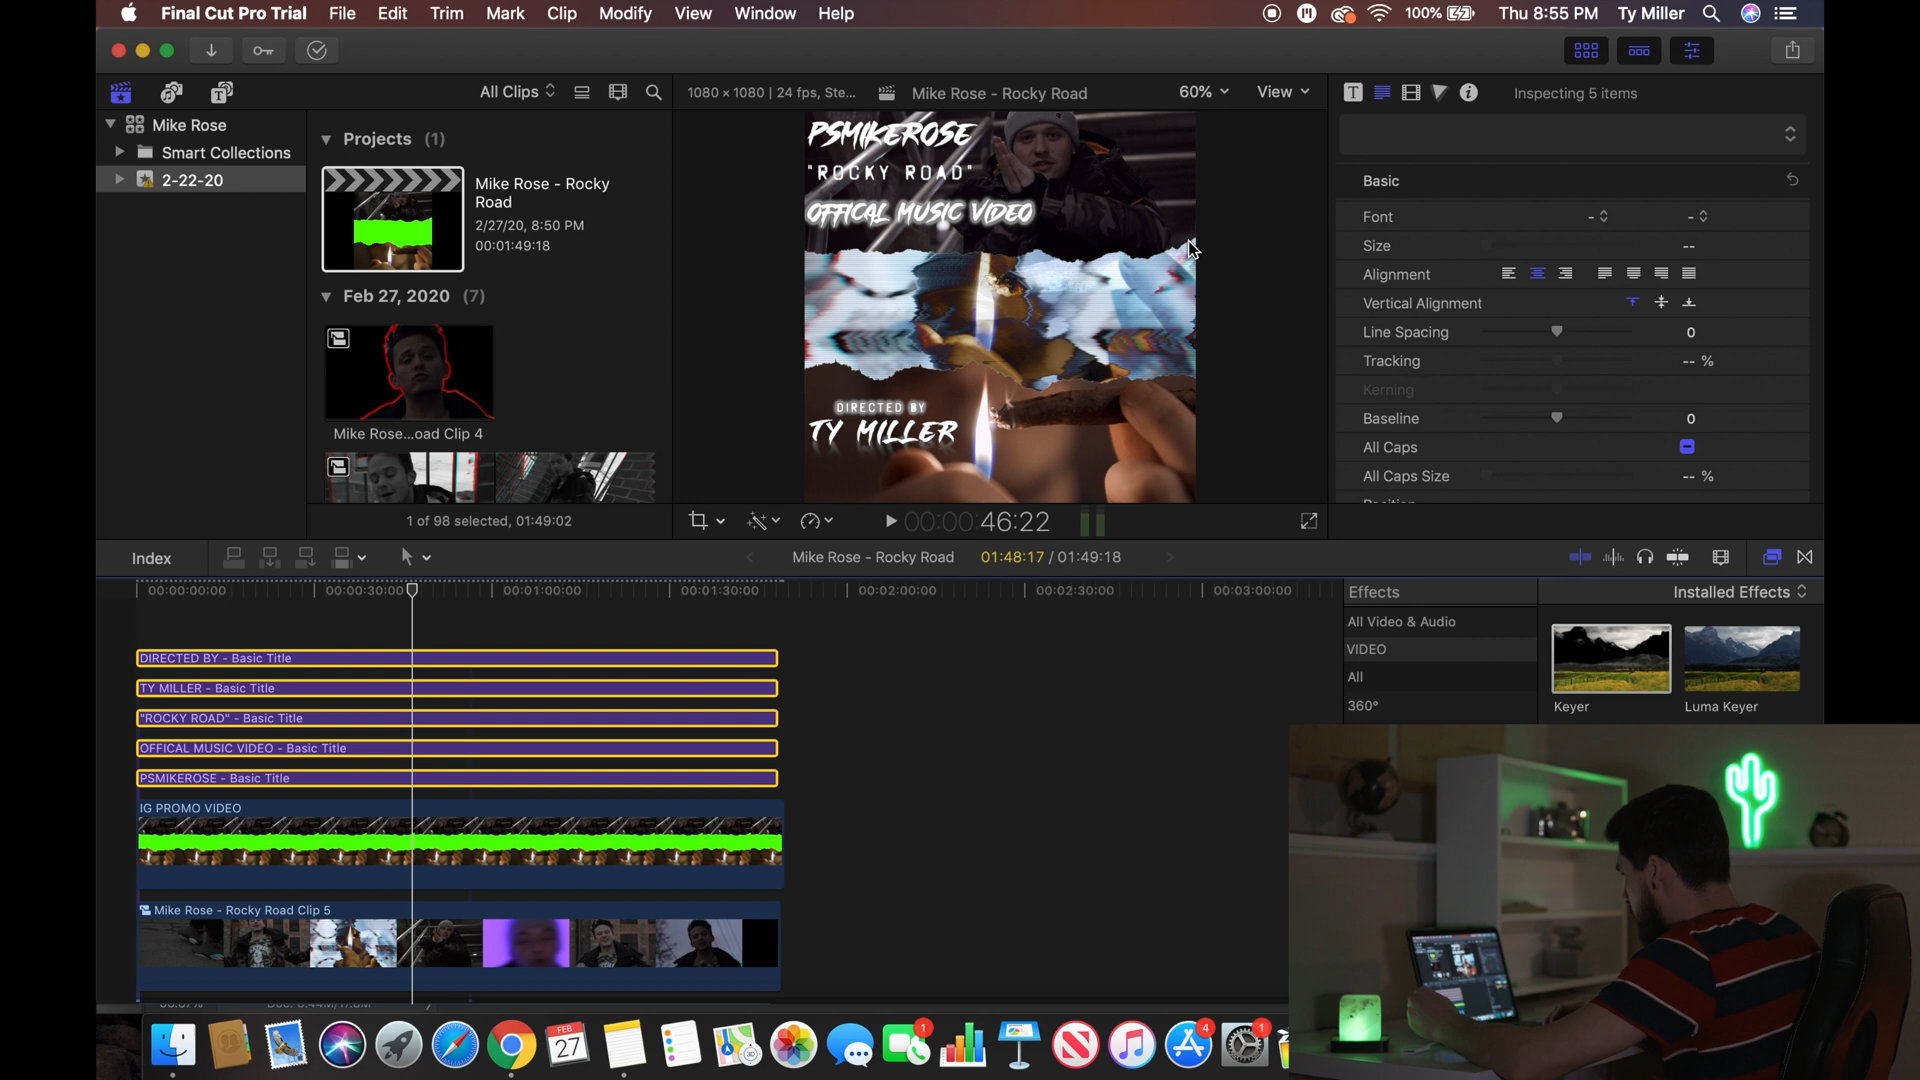 Final Cut Pro Trial File Edit Trim Mark Clip Modify View Window Help
100% Thu 8:55 PM Ty Miller
All Clips
1080 × 1080 | 24 fps, Ste... Mike Rose - Rocky Road 60% View
Inspecting 5 items
Mike Rose
Smart Collections
2-22-20
Projects (1)
Mike Rose - Rocky
Road
2/27/20, 8:50 PM
00:01:49:18
Feb 27, 2020 (7)
Mike Rose...oad Clip 4
1 of 98 selected, 01:49:02
PSMIKEROSE
"ROCKY ROAD"
OFFICAL MUSIC VIDEO
DIRECTED BY
TY MILLER
00:00:46:22
Basic
Font - -
Size --
Alignment
Vertical Alignment
Line Spacing 0
Tracking -- %
Kerning
Baseline 0
All Caps
All Caps Size -- %
Index
Mike Rose - Rocky Road 01:48:17 / 01:49:18
00:00:00:00 00:00:30:00 00:01:00:00 00:01:30:00 00:02:00:00 00:02:30:00 00:03:00:00
DIRECTED BY - Basic Title
TY MILLER - Basic Title
"ROCKY ROAD" - Basic Title
OFFICAL MUSIC VIDEO - Basic Title
PSMIKEROSE - Basic Title
IG PROMO VIDEO
Mike Rose - Rocky Road Clip 5
Effects
Installed Effects
All Video & Audio
VIDEO
All
360°
Keyer
Luma Keyer
FEB
27
1
4
1